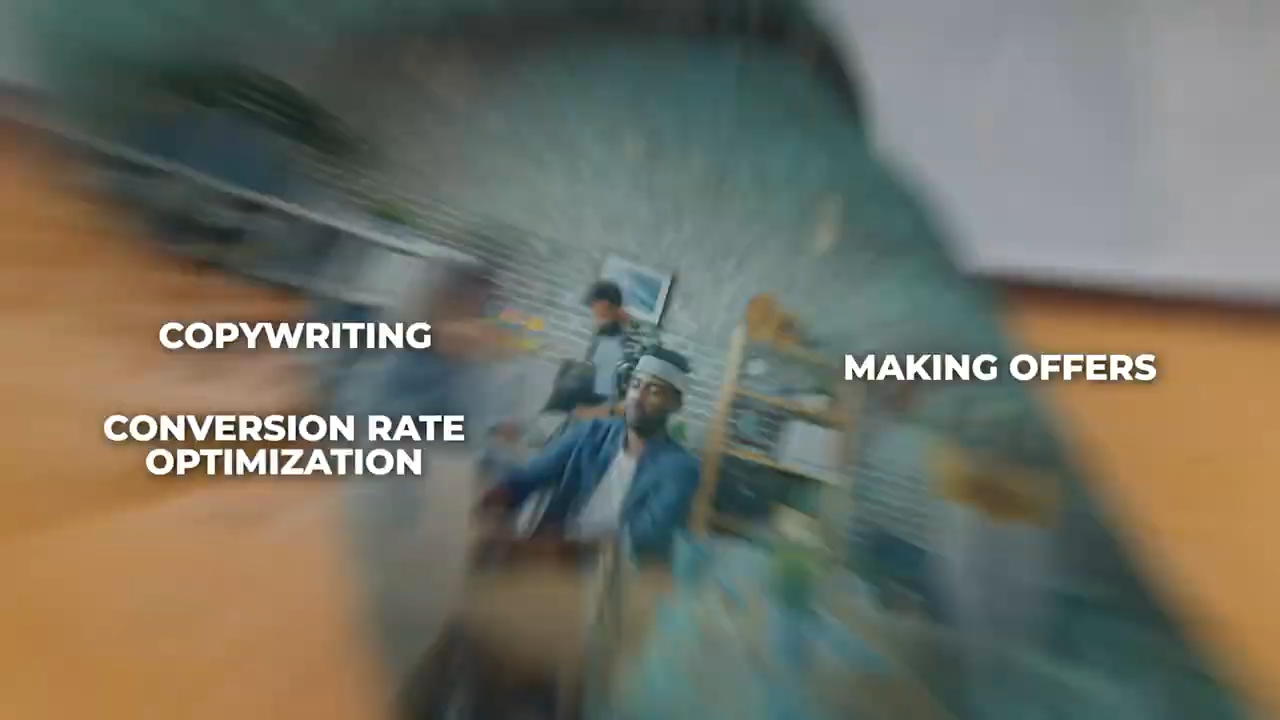 COPYWRITING
CONVERSION RATE
OPTIMIZATION
MAKING OFFERS